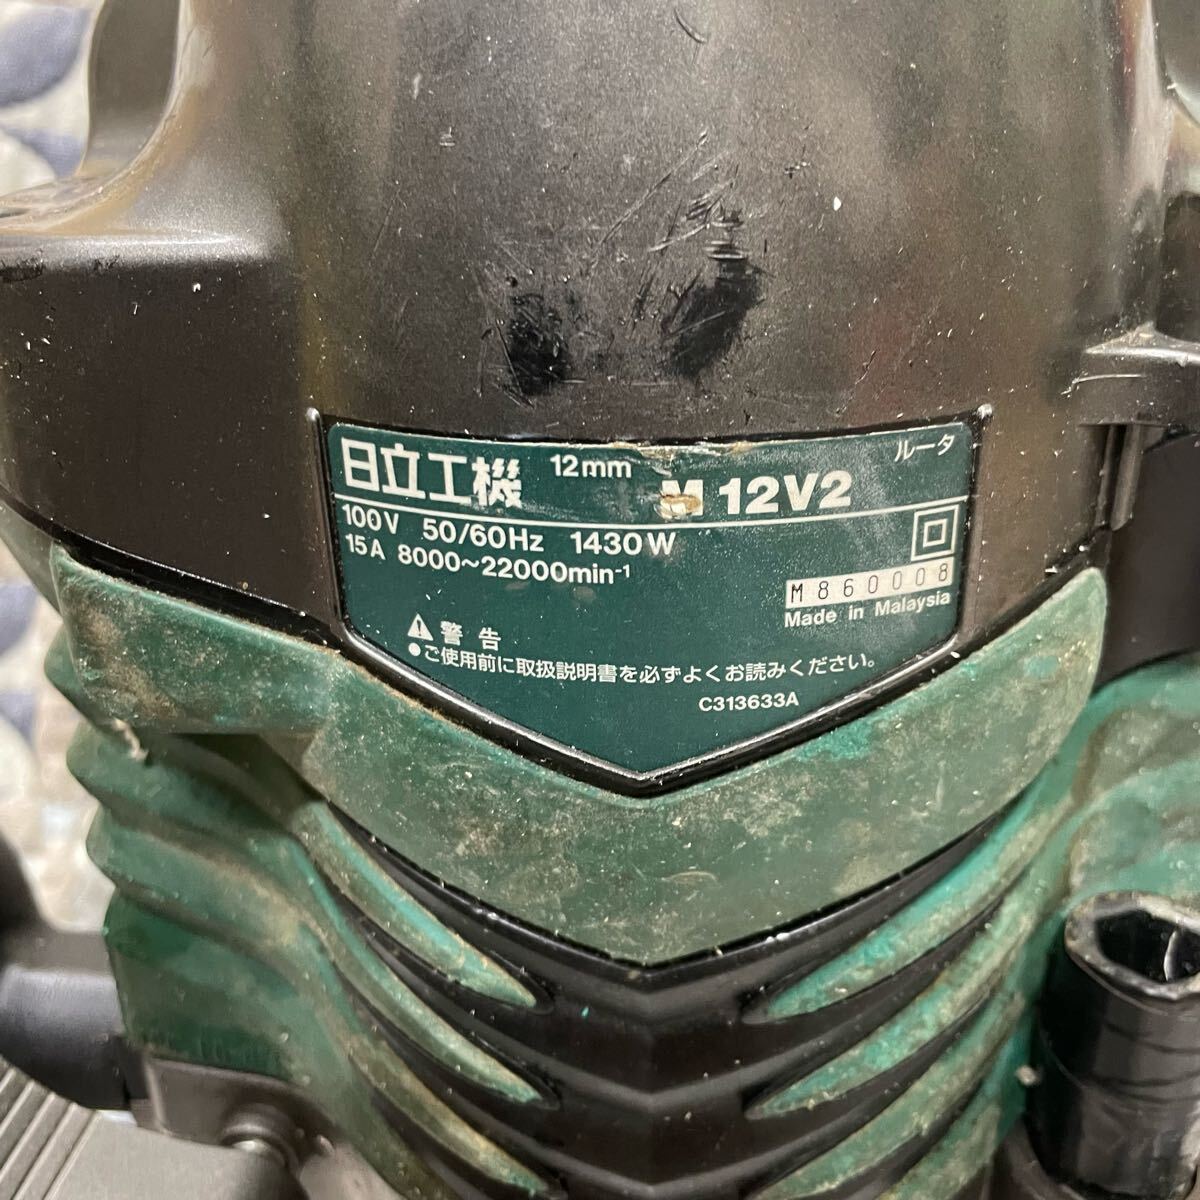 日立工機 12mm M12V2 ルータ
100V 50/60Hz 1430W
15A 8000~22000min-1
M860008
Made in Malaysia
警告
●ご使用前に取扱説明書を必ずよくお読みください。
C313633A